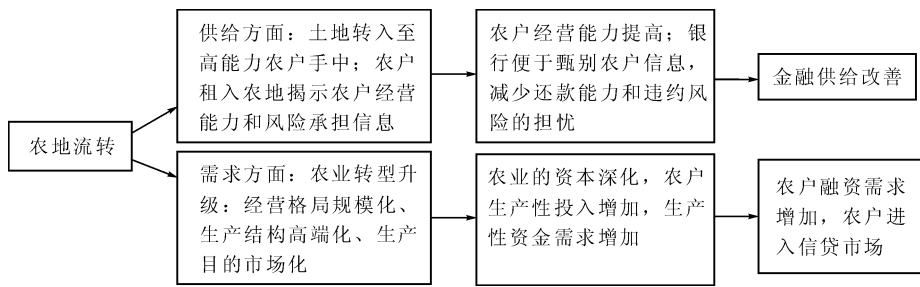 农地流转
供给方面：土地转入至
高能力农户手中；农户
租入农地揭示农户经营
能力和风险承担信息
农户经营能力提高；银
行便于甄别农户信息，
减少还款能力和违约风
险的担忧
金融供给改善
需求方面：农业转型升
级：经营格局规模化、
生产结构高端化、生产
目的市场化
农业的资本深化，农户
生产性投入增加，生产
性资金需求增加
农户融资需求
增加，农户进
入信贷市场